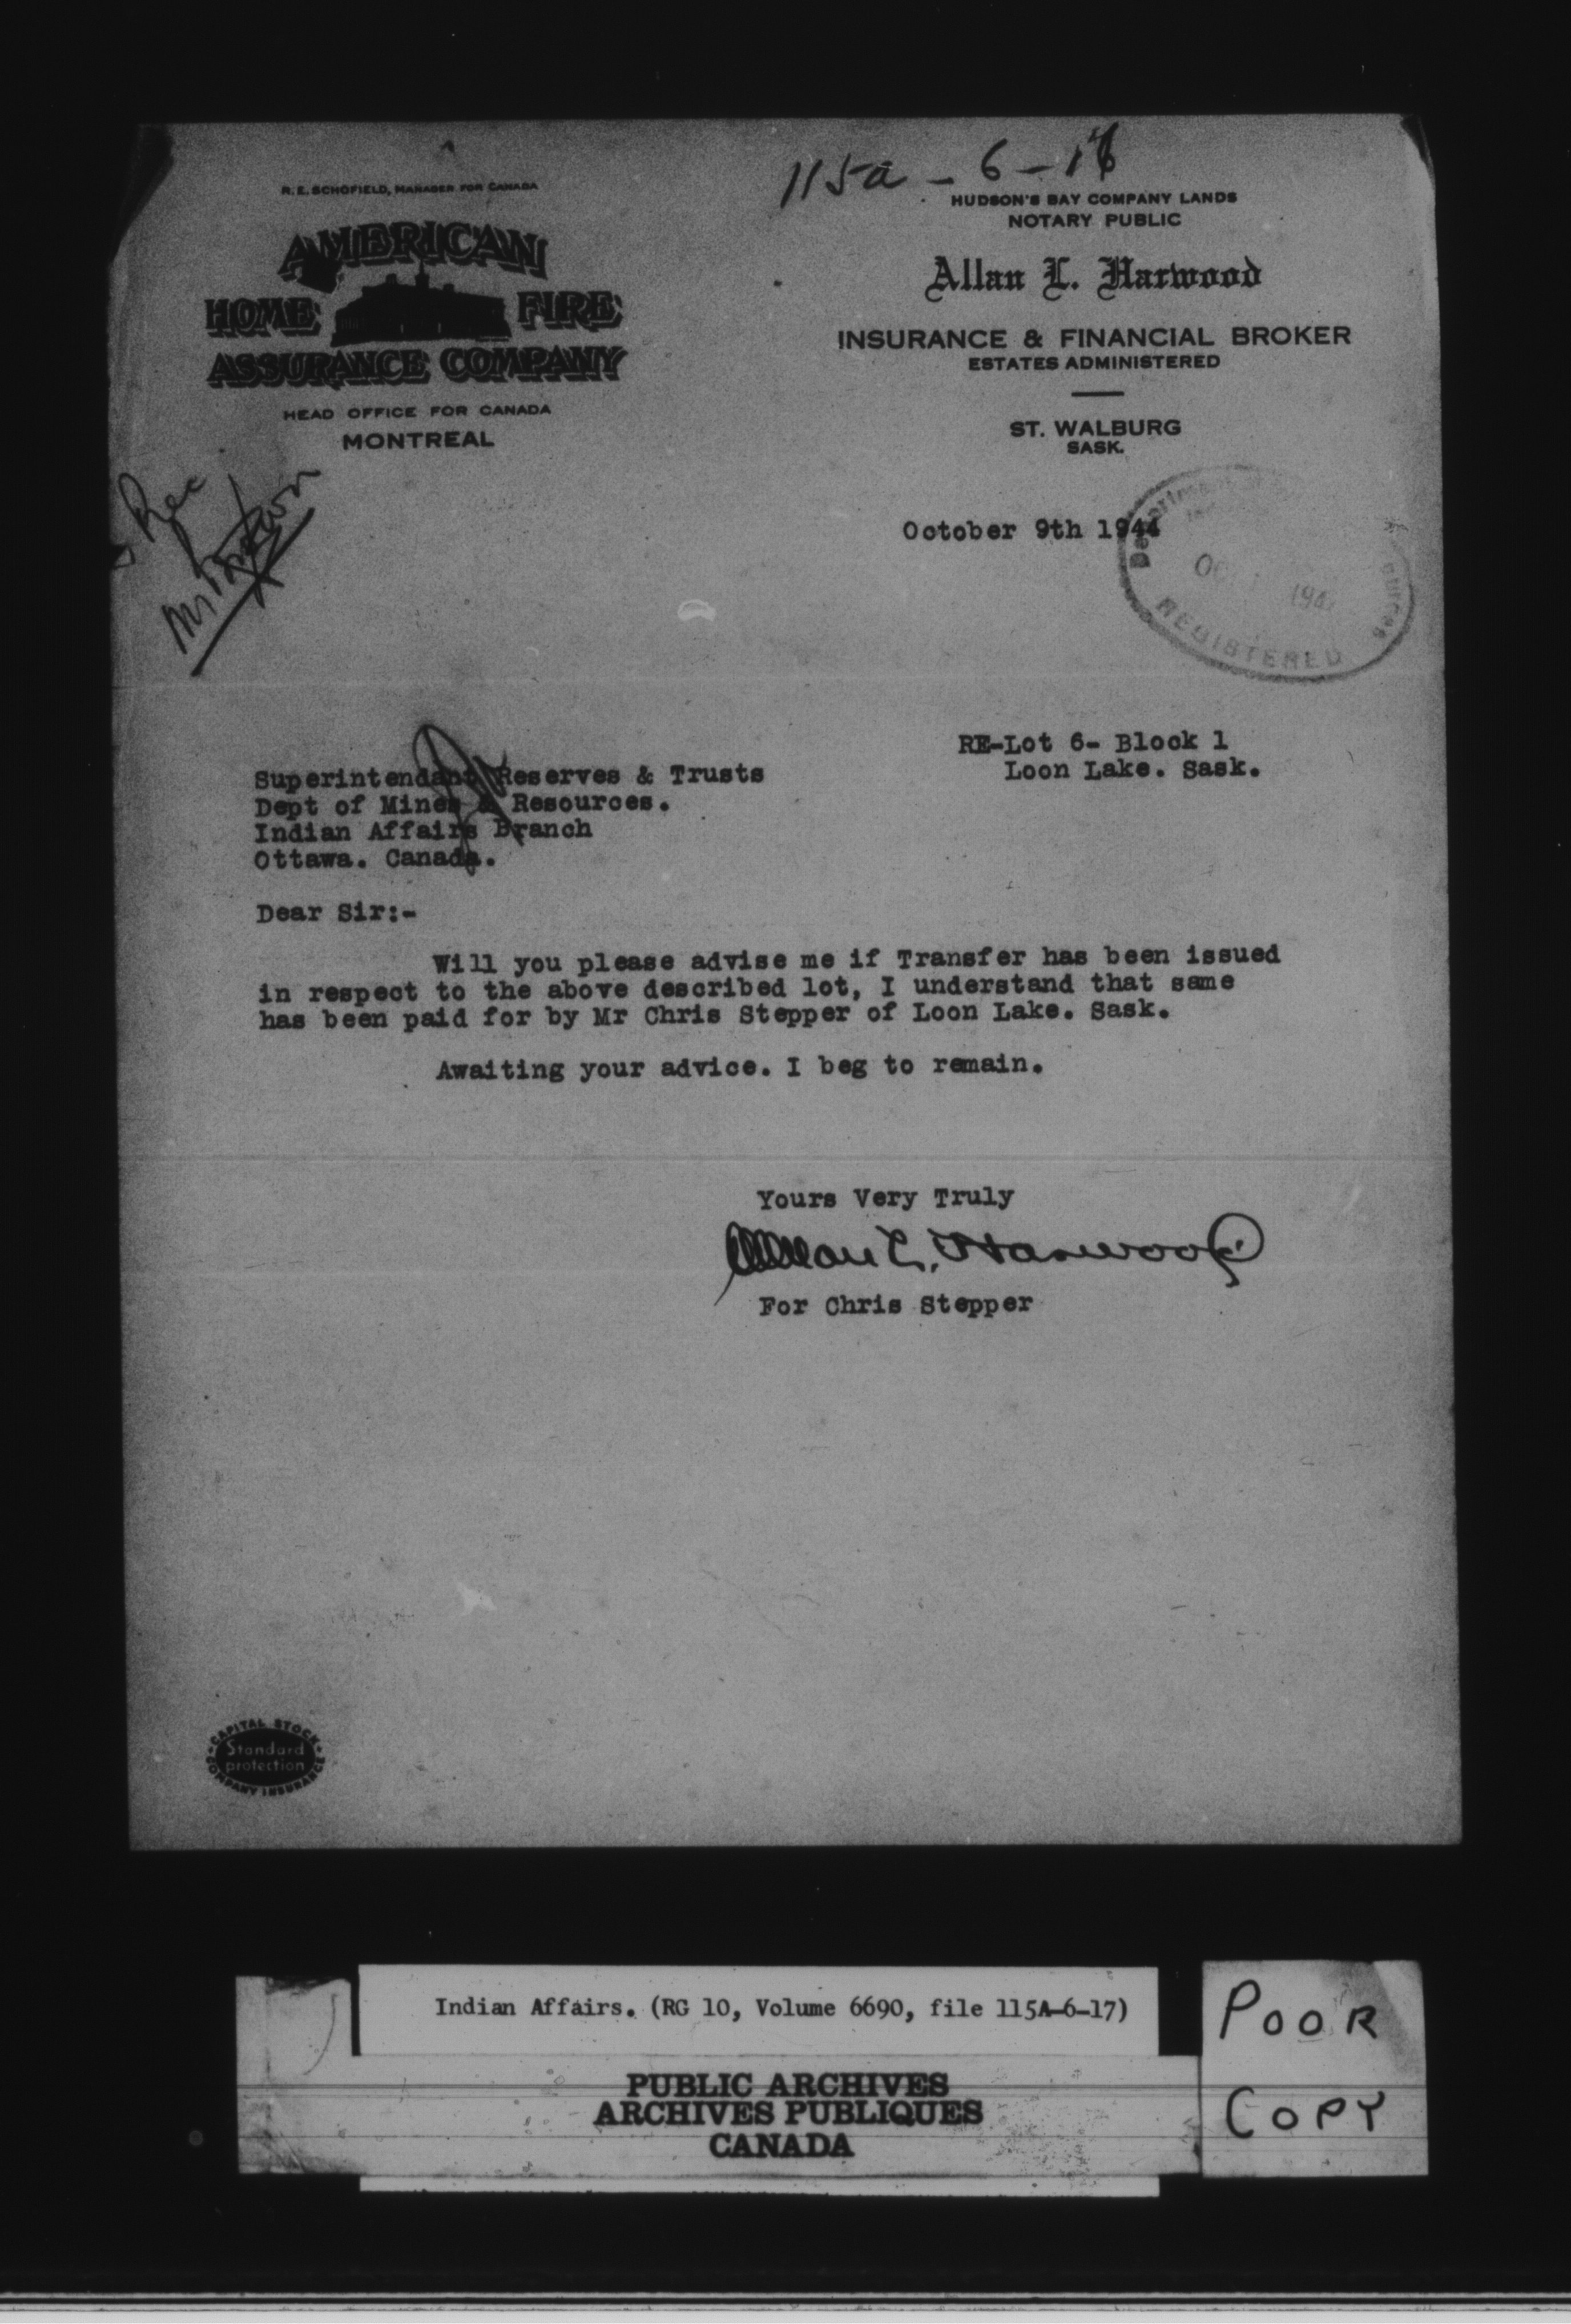 115a - 6 - 17
R. E. SCHOFIELD, MANAGER FOR CANADA
AMERICAN
HOME FIRE
ASSURANCE COMPANY
HEAD OFFICE FOR CANADA
MONTREAL
HUDSON'S BAY COMPANY LANDS
NOTARY PUBLIC
Allan L. Harwood
INSURANCE & FINANCIAL BROKER
ESTATES ADMINISTERED
ST. WALBURG
SASK.
October 9th 1944
REGISTERED
RE-Lot 6- Block 1
Loon Lake. Sask.
Superintendant Reserves & Trusts
Dept of Mines & Resources.
Indian Affairs Branch
Ottawa. Canada.
Dear Sir:-
Will you please advise me if Transfer has been issued
in respect to the above described lot, I understand that same
has been paid for by Mr Chris Stepper of Loon Lake. Sask.
Awaiting your advice. I beg to remain.
Yours Very Truly
Allan L. Harwood
For Chris Stepper
CAPITAL STOCK
Standard
protection
COMPANY INSURANCE
Indian Affairs. (RG 10, Volume 6690, file 115A-6-17)
PUBLIC ARCHIVES
ARCHIVES PUBLIQUES
CANADA
POOR
COPY